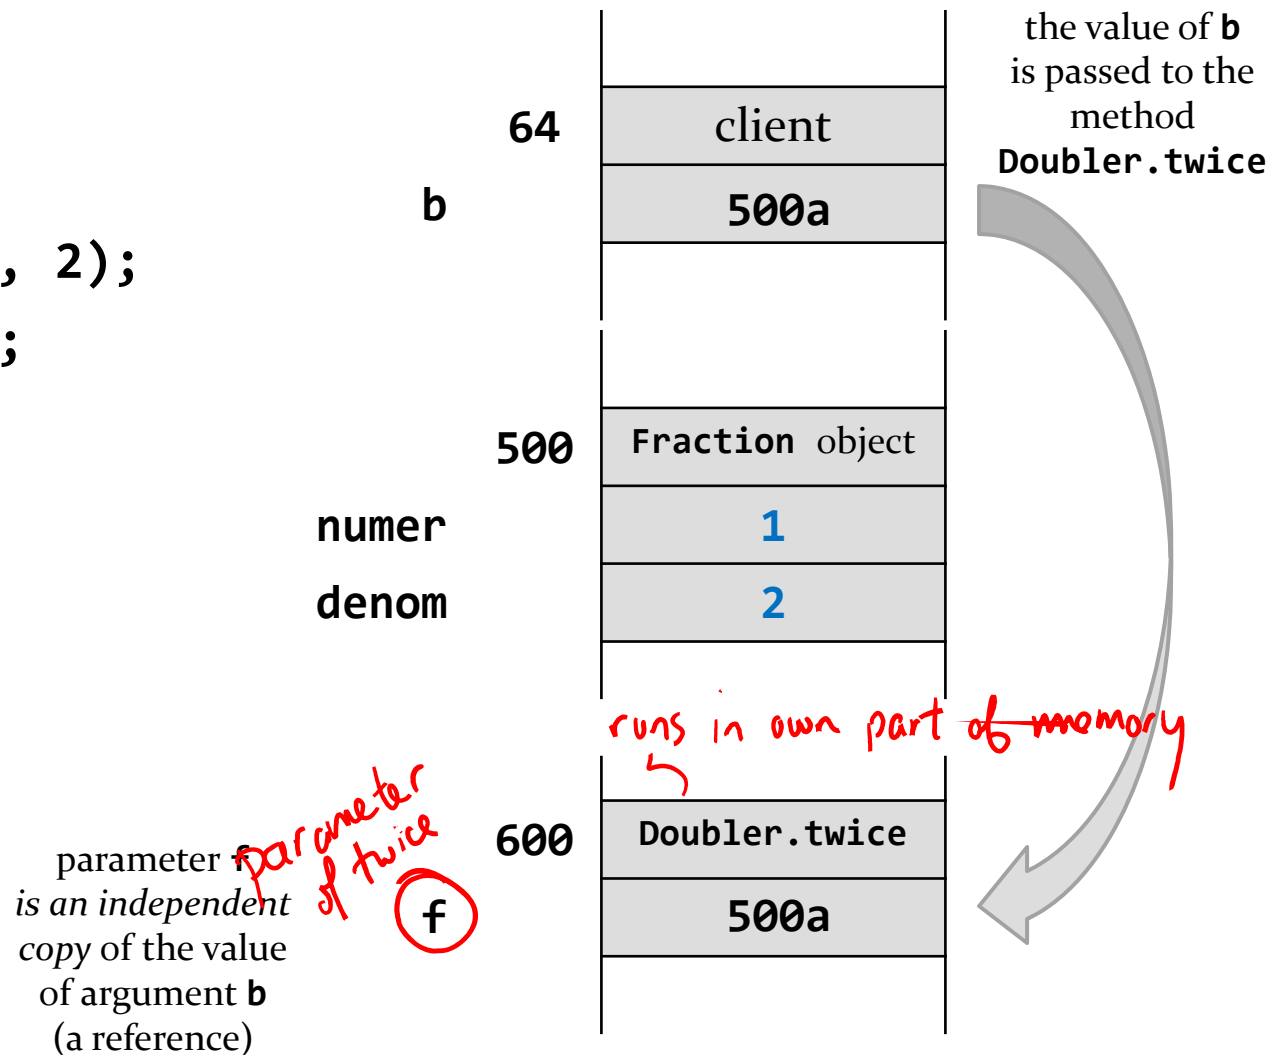 the value of b
is passed to the
method
Doubler.twice
64 client
b 500a
, 2);
;
500 Fraction object
numer 1
denom 2
runs in own part of memory
parameter
of twice
600 Doubler.twice
f 500a
parameter f
is an independent
copy of the value
of argument b
(a reference)